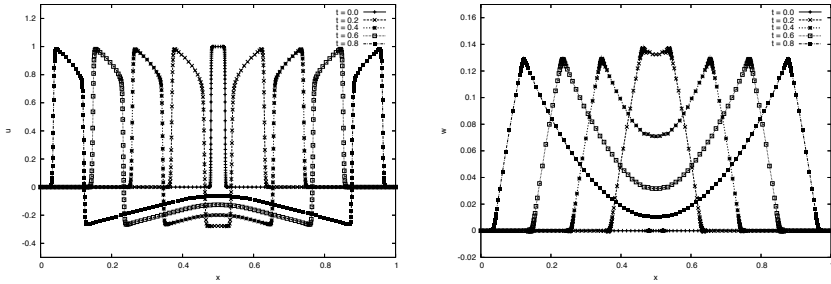 1.2
1
0.8
0.6
0.4
0.2
0
-0.2
-0.4
u
0 0.2 0.4 0.6 0.8 1
x
t = 0.0
t = 0.2
t = 0.4
t = 0.6
t = 0.8
0.16
0.14
0.12
0.1
0.08
0.06
0.04
0.02
0
-0.02
w
0 0.2 0.4 0.6 0.8 1
x
t = 0.0
t = 0.2
t = 0.4
t = 0.6
t = 0.8